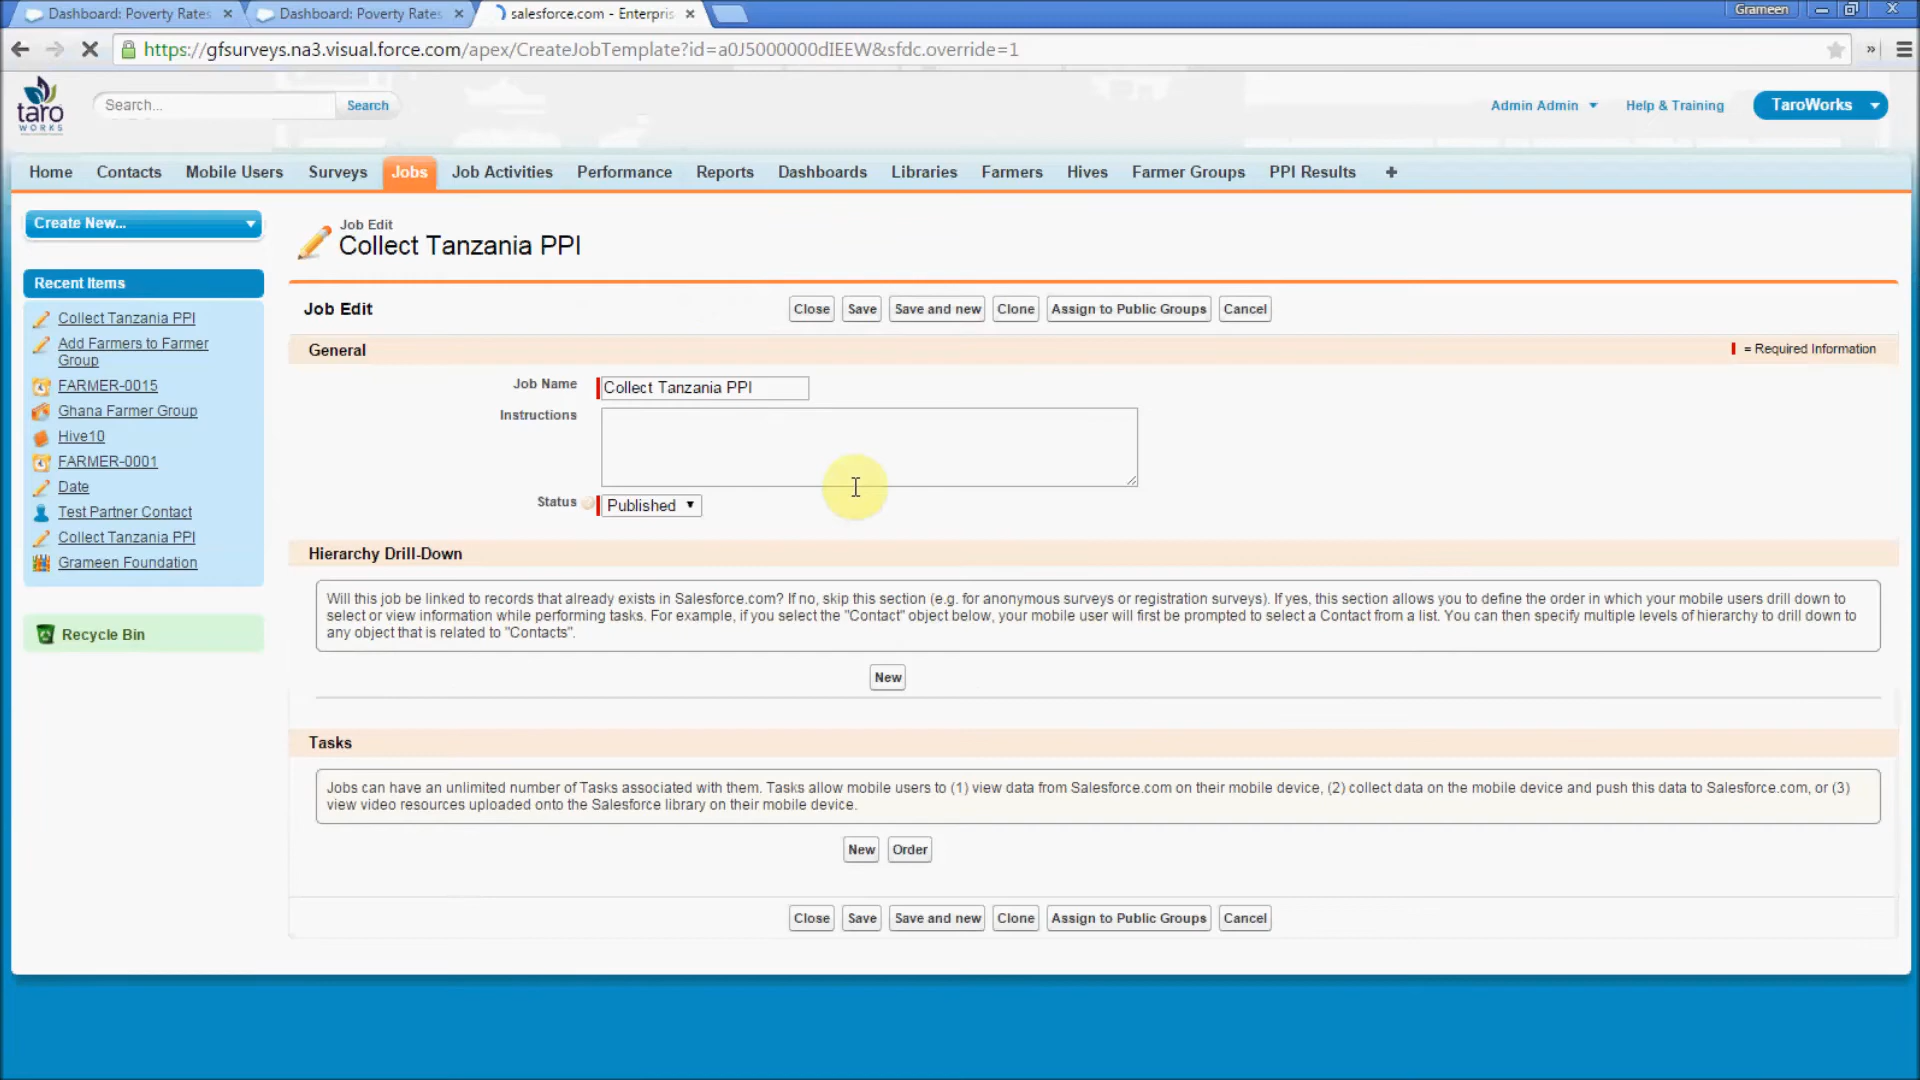 Dashboard: Poverty Rates
Dashboard: Poverty Rates
salesforce.com - Enterpris
Grameen
https://gfsurveys.na3.visual.force.com/apex/CreateJobTemplate?id=a0J5000000dIEEW&sfdc.override=1
taro
WORKS
Search...
Search
Admin Admin
Help & Training
TaroWorks
Home
Contacts
Mobile Users
Surveys
Jobs
Job Activities
Performance
Reports
Dashboards
Libraries
Farmers
Hives
Farmer Groups
PPI Results
Create New...
Recent Items
Collect Tanzania PPI
Add Farmers to Farmer
Group
FARMER-0015
Ghana Farmer Group
Hive10
FARMER-0001
Date
Test Partner Contact
Collect Tanzania PPI
Grameen Foundation
Recycle Bin
Job Edit
Collect Tanzania PPI
Job Edit
Close
Save
Save and new
Clone
Assign to Public Groups
Cancel
General
= Required Information
Job Name
Collect Tanzania PPI
Instructions
Status
Published
Hierarchy Drill-Down
Will this job be linked to records that already exists in Salesforce.com? If no, skip this section (e.g. for anonymous surveys or registration surveys). If yes, this section allows you to define the order in which your mobile users drill down to
select or view information while performing tasks. For example, if you select the "Contact" object below, your mobile user will first be prompted to select a Contact from a list. You can then specify multiple levels of hierarchy to drill down to
any object that is related to "Contacts".
New
Tasks
Jobs can have an unlimited number of Tasks associated with them. Tasks allow mobile users to (1) view data from Salesforce.com on their mobile device, (2) collect data on the mobile device and push this data to Salesforce.com, or (3)
view video resources uploaded onto the Salesforce library on their mobile device.
New
Order
Close
Save
Save and new
Clone
Assign to Public Groups
Cancel